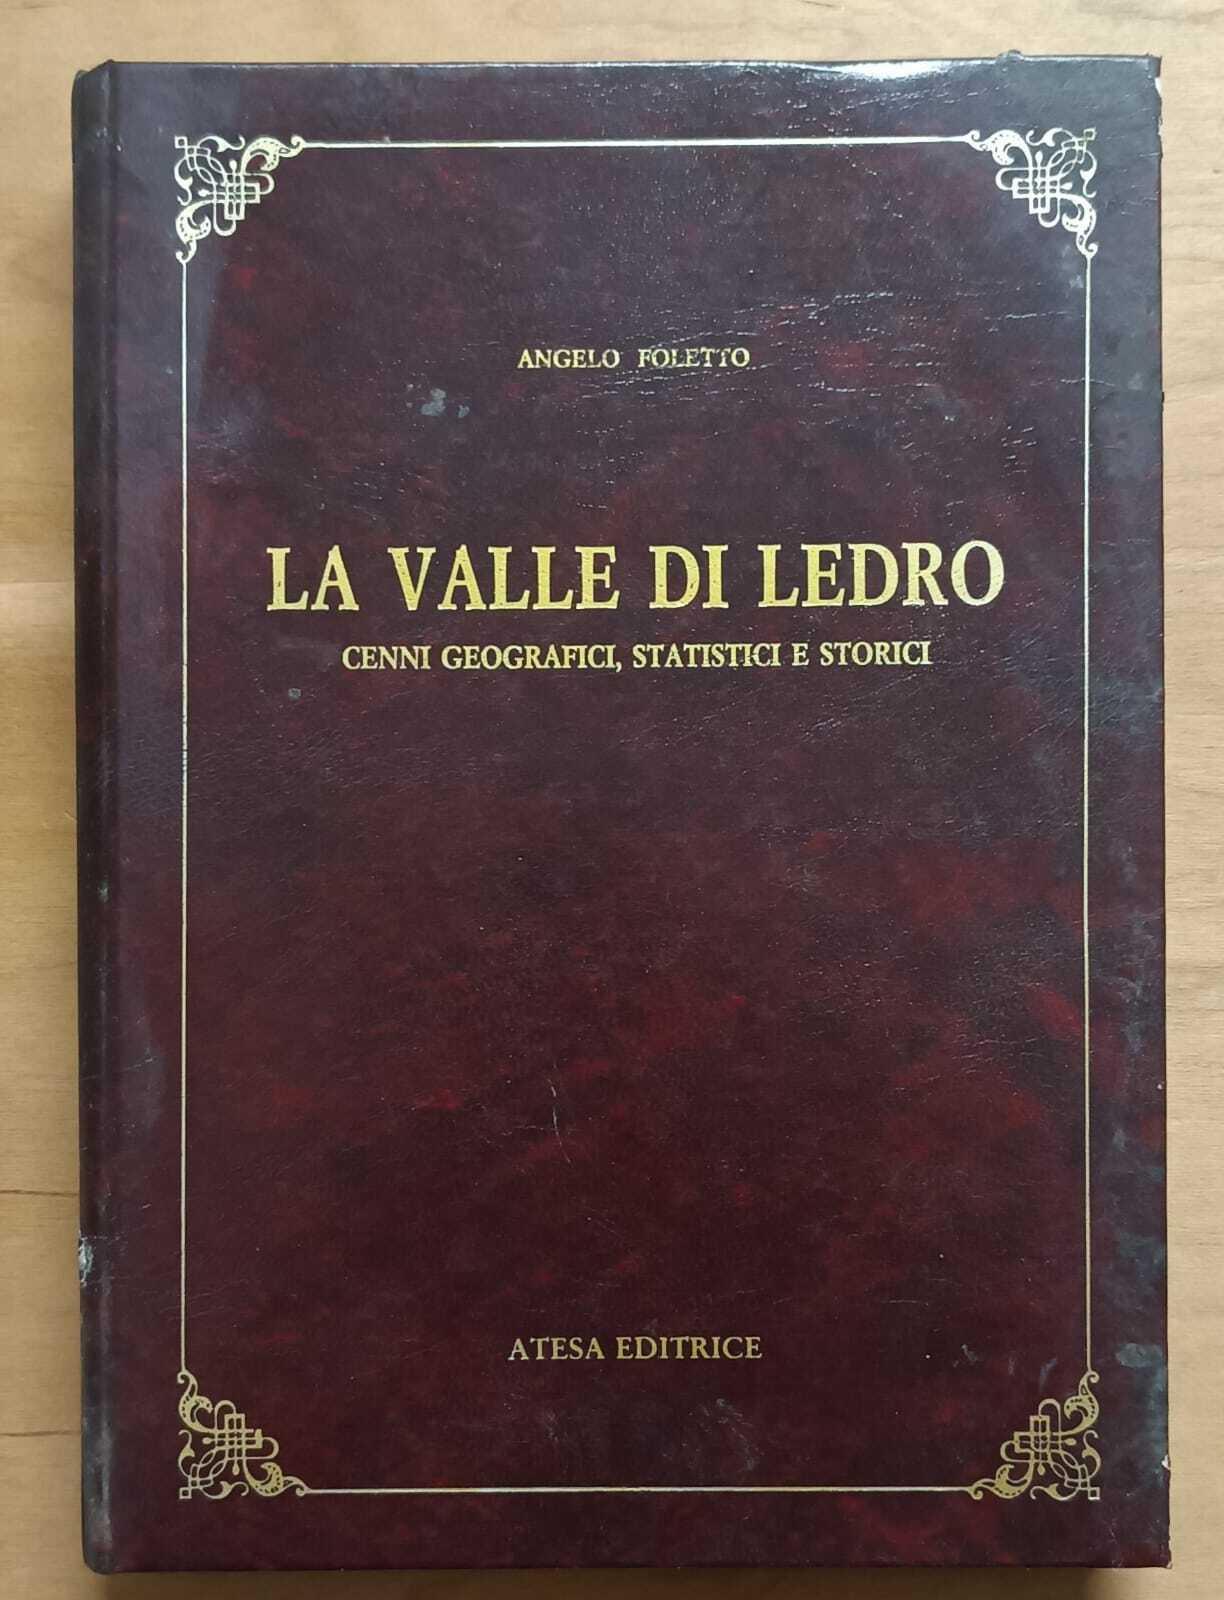 ANGELO FOLETTO
LA VALLE DI LEDRO
CENNI GEOGRAFICI, STATISTICI E STORICI
ATESA EDITRICE